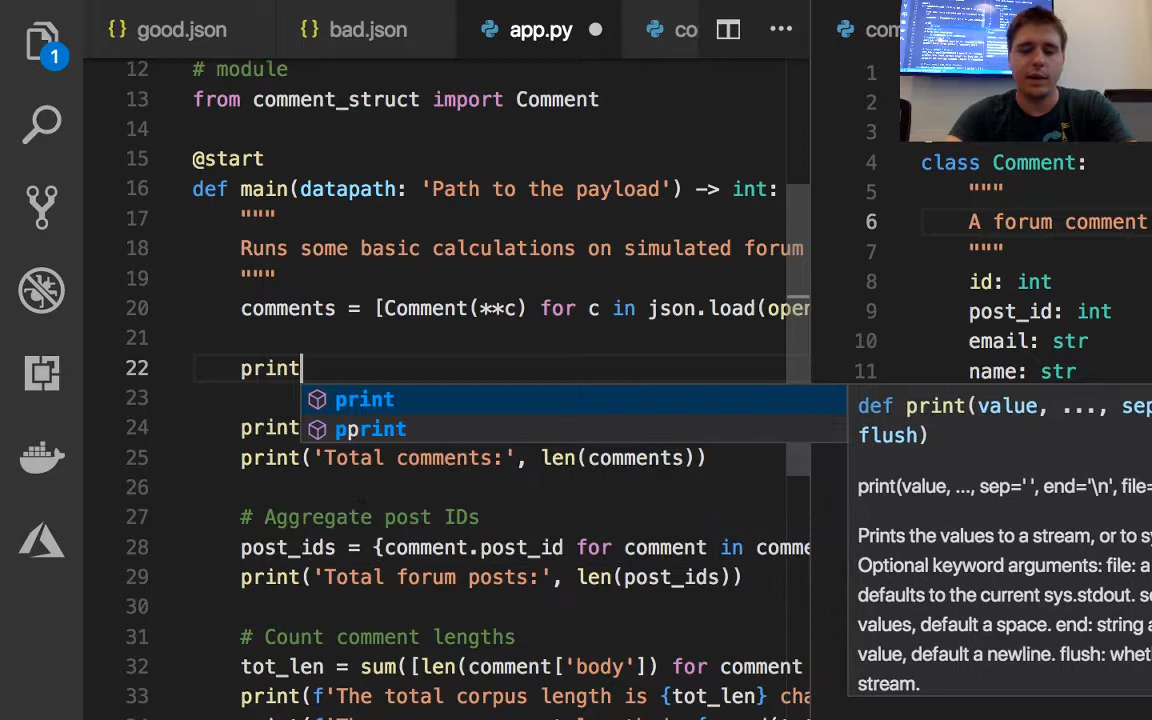 good.json
bad.json
app.py
co
com
1
12 # module
13 from comment_struct import Comment
14
15 @start
16 def main(datapath: 'Path to the payload') -> int:
17 """
18 Runs some basic calculations on simulated forum
19 """
20 comments = [Comment(**c) for c in json.load(oper
21
22 print
23
24 print
25 print('Total comments:', len(comments))
26
27 # Aggregate post IDs
28 post_ids = {comment.post_id for comment in comme
29 print('Total forum posts:', len(post_ids))
30
31 # Count comment lengths
32 tot_len = sum([len(comment['body']) for comment
33 print(f'The total corpus length is {tot_len} cha
print
pprint
1
2
3
4 class Comment:
5 """
6 A forum comment
7 """
8 id: int
9 post_id: int
10 email: str
11 name: str
def print(value, ..., sep
flush)
print(value, ..., sep=' ', end='\n', file=
Prints the values to a stream, or to sy
Optional keyword arguments: file: a
defaults to the current sys.stdout. se
values, default a space. end: string a
value, default a newline. flush: whet
stream.